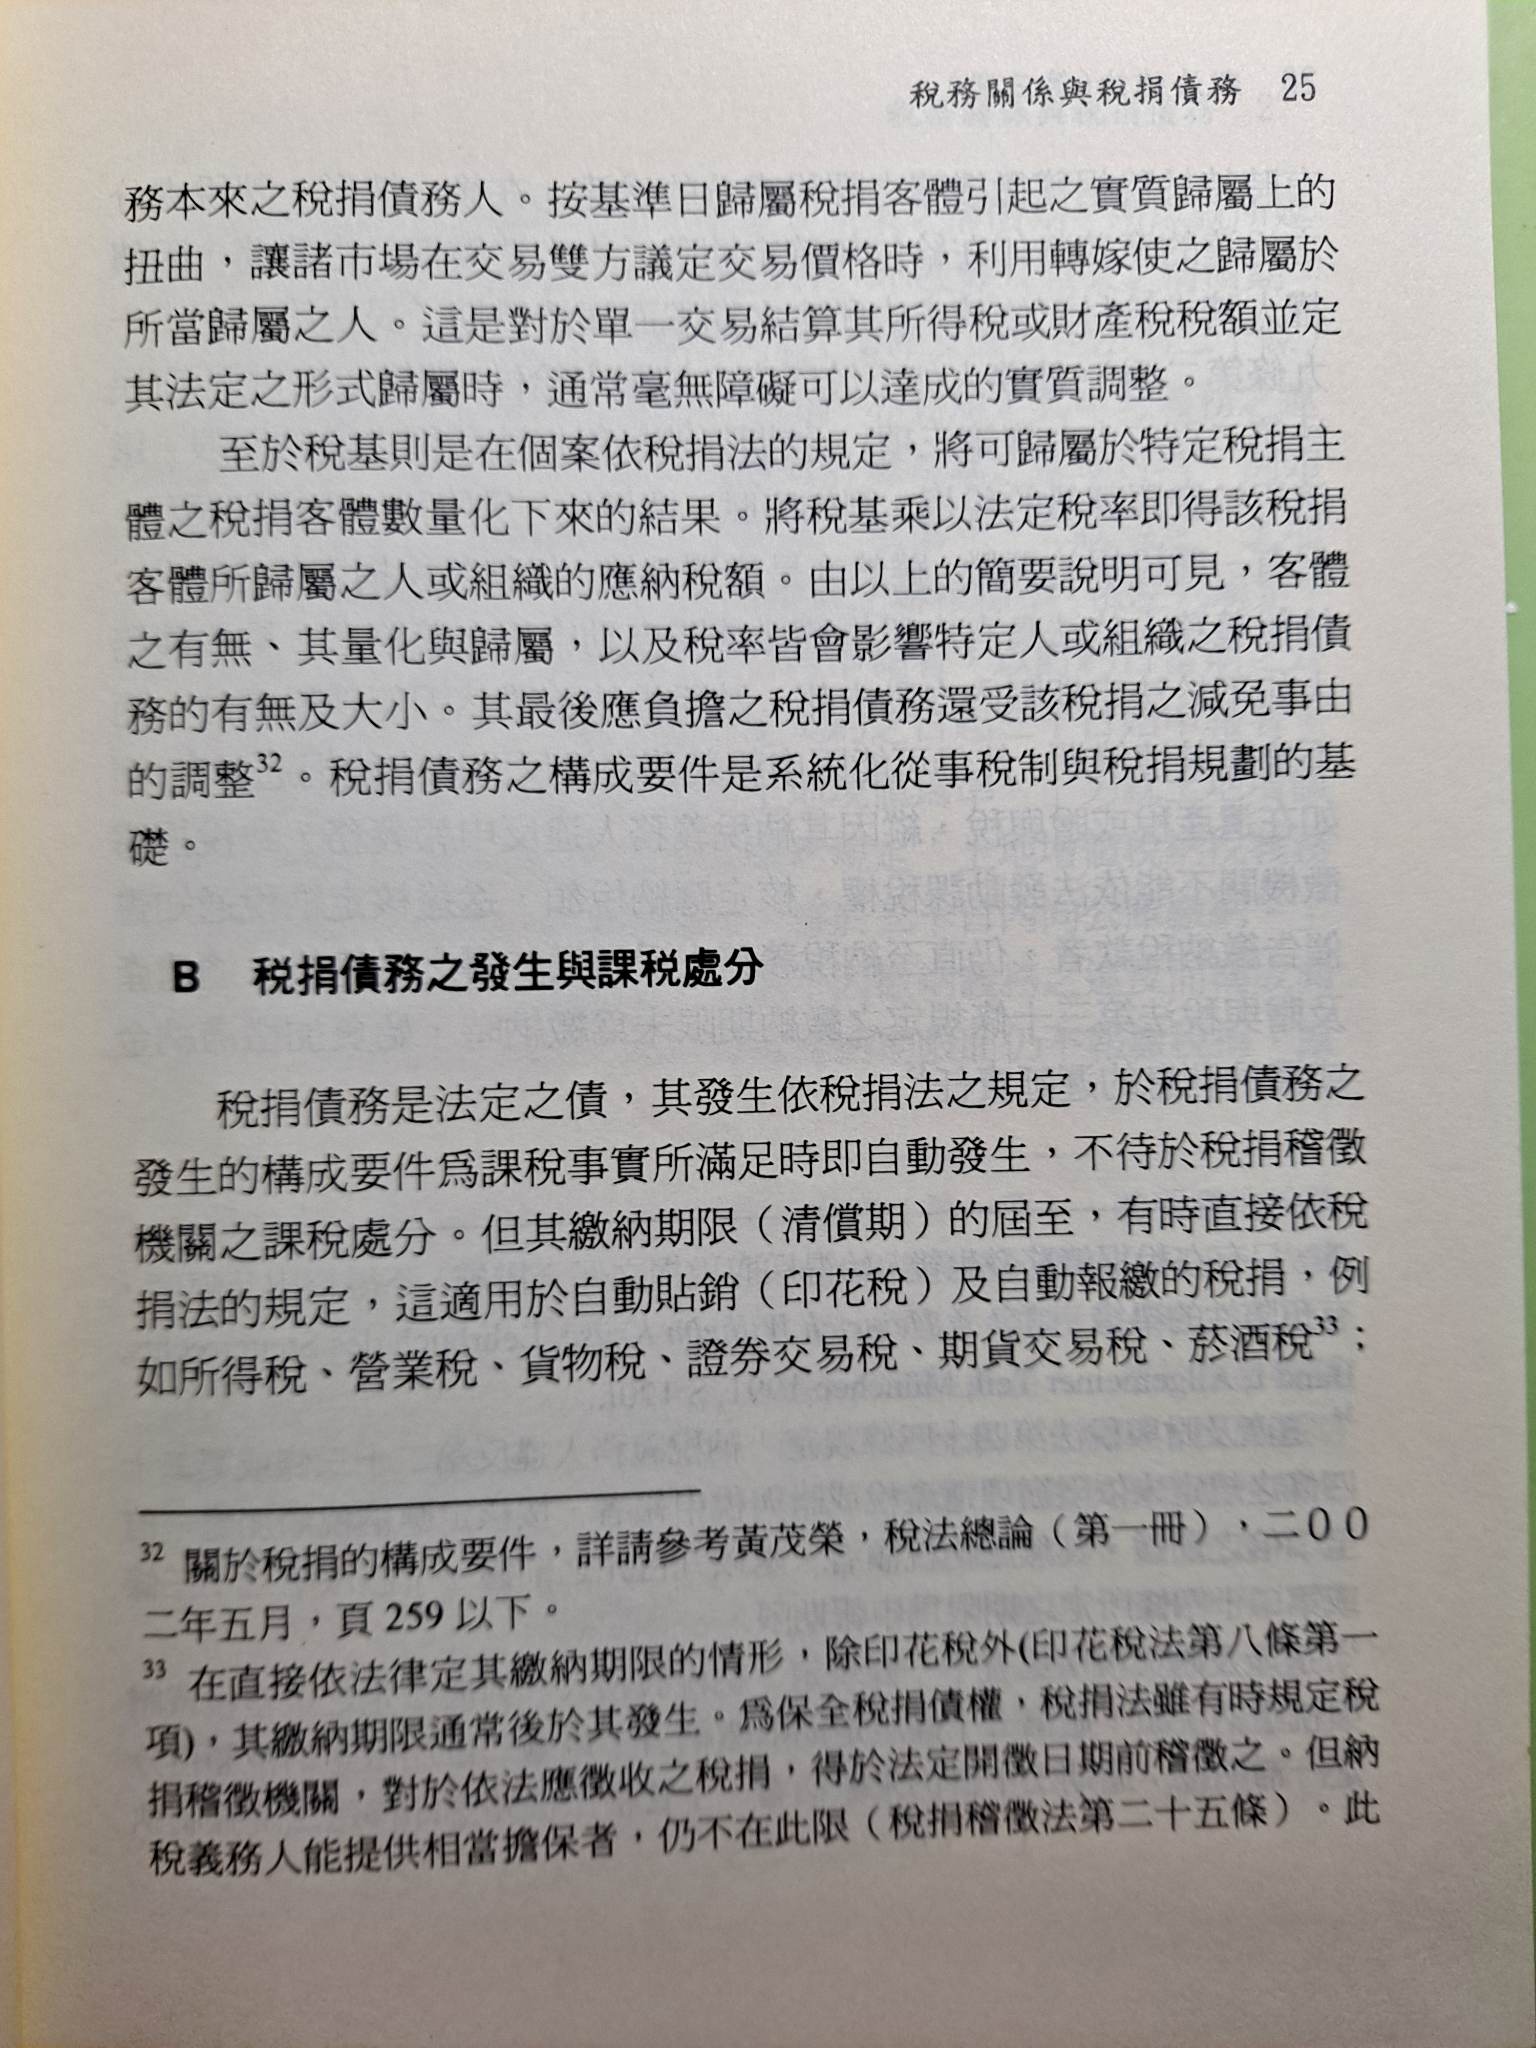 稅務關係與稅捐債務 25
務本來之稅捐債務人。按基準日歸屬稅捐客體引起之實質歸屬上的
扭曲，讓諸市場在交易雙方議定交易價格時，利用轉嫁使之歸屬於
所當歸屬之人。這是對於單一交易結算其所得稅或財產稅稅額並定
其法定之形式歸屬時，通常毫無障礙可以達成的實質調整。
至於稅基則是在個案依稅捐法的規定，將可歸屬於特定稅捐主
體之稅捐客體數量化下來的結果。將稅基乘以法定稅率即得該稅捐
客體所歸屬之人或組織的應納稅額。由以上的簡要說明可見，客體
之有無、其量化與歸屬，以及稅率皆會影響特定人或組織之稅捐債
務的有無及大小。其最後應負擔之稅捐債務還受該稅捐之減免事由
的調整32。稅捐債務之構成要件是系統化從事稅制與稅捐規劃的基
礎。
B 稅捐債務之發生與課稅處分
稅捐債務是法定之債，其發生依稅捐法之規定，於稅捐債務之
發生的構成要件為課稅事實所滿足時即自動發生，不待於稅捐稽徵
機關之課稅處分。但其繳納期限（清償期）的屆至，有時直接依稅
捐法的規定，這適用於自動貼銷（印花稅）及自動報繳的稅捐，例
如所得稅、營業稅、貨物稅、證券交易稅、期貨交易稅、菸酒稅33；
32 關於稅捐的構成要件，詳請參考黃茂榮，稅法總論（第一冊），二００
二年五月，頁 259 以下。
33 在直接依法律定其繳納期限的情形，除印花稅外(印花稅法第八條第一
項)，其繳納期限通常後於其發生。為保全稅捐債權，稅捐法雖有時規定稅
捐稽徵機關，對於依法應徵收之稅捐，得於法定開徵日期前稽徵之。但納
稅義務人能提供相當擔保者，仍不在此限（稅捐稽徵法第二十五條）。此